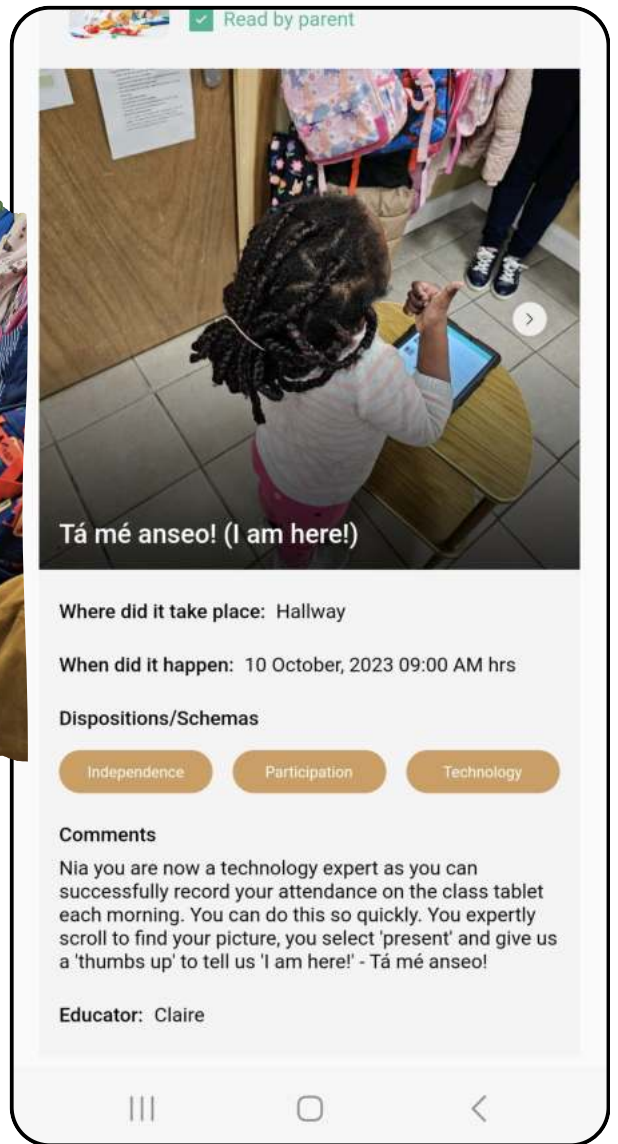 Read by parent
Tá mé anseo! (I am here!)
Where did it take place: Hallway
When did it happen: 10 October, 2023 09:00 AM hrs
Dispositions/Schemas
Independence Participation Technology
Comments
Nia you are now a technology expert as you can
successfully record your attendance on the class tablet
each morning. You can do this so quickly. You expertly
scroll to find your picture, you select 'present' and give us
a 'thumbs up' to tell us 'I am here!' - Tá mé anseo!
Educator: Claire